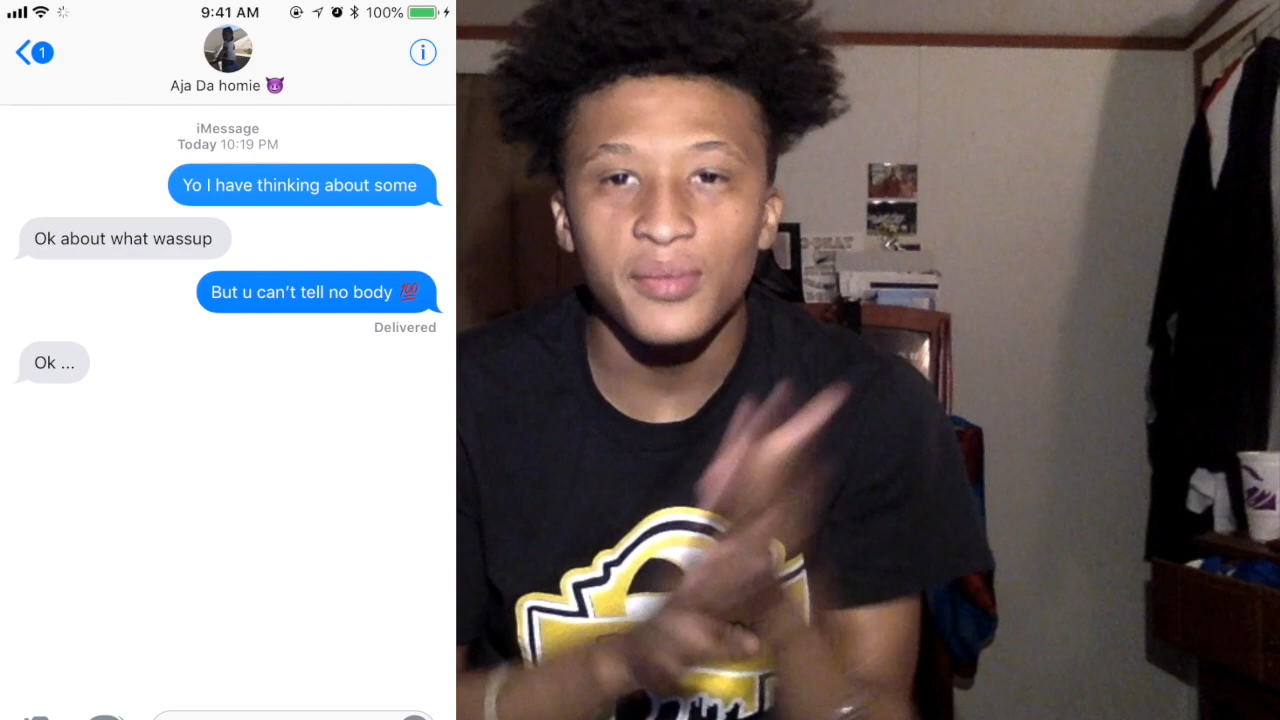 9:41 AM
100%
1
Aja Da homie 😈
iMessage
Today 10:19 PM
Yo I have thinking about some
Ok about what wassup
But u can’t tell no body 💯
Delivered
Ok ...